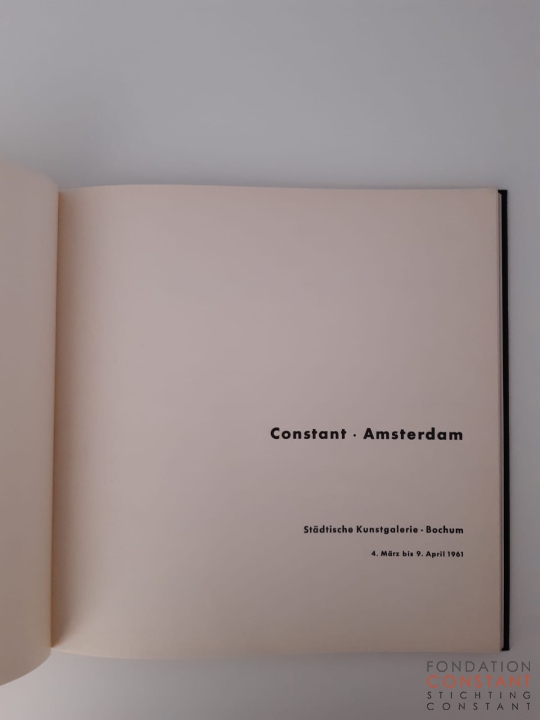 Constant · Amsterdam
Städtische Kunstgalerie · Bochum
4. März bis 9. April 1961
FONDATION
CONSTANT
STICHTING
CONSTANT